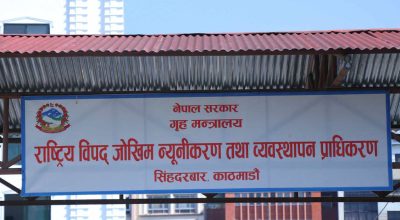 नेपाल सरकार
गृह मन्त्रालय
राष्ट्रिय विपद् जोखिम न्यूनीकरण तथा व्यवस्थापन प्राधिकरण
सिंहदरबार, काठमाडौं